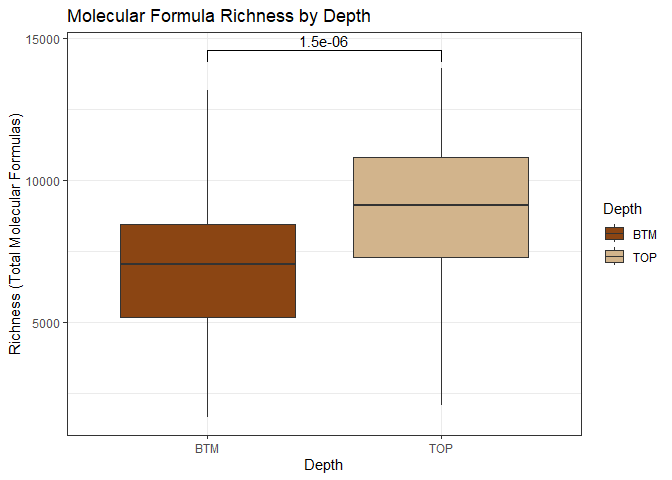 Molecular Formula Richness by Depth
15000
1.5e-06
10000
5000
Richness (Total Molecular Formulas)
BTM
TOP
Depth
Depth
BTM
TOP